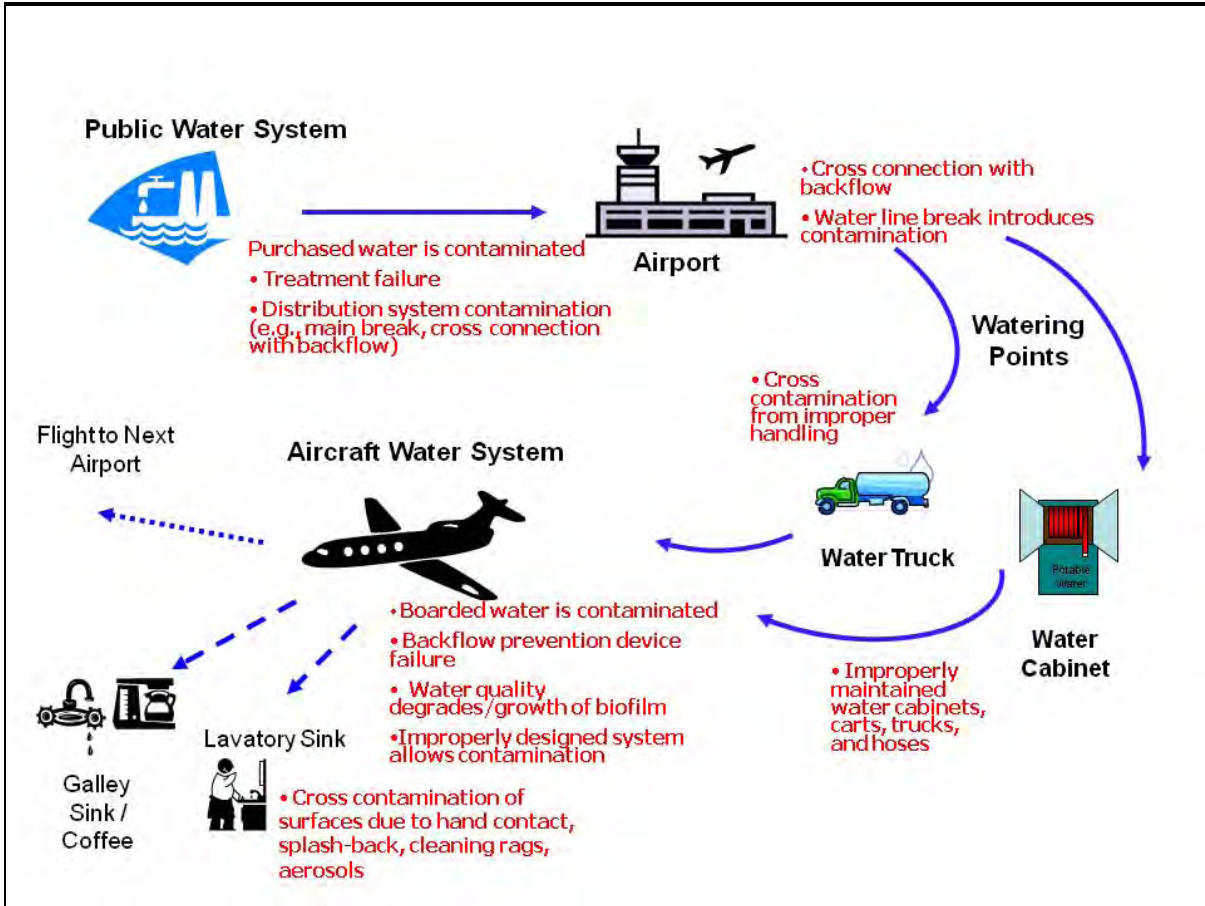 Public Water System
Purchased water is contaminated
• Treatment failure
• Distribution system contamination
(e.g., main break, cross connection
with backflow)
Airport
• Cross connection with
backflow
• Water line break introduces
contamination
Watering
Points
• Cross
contamination
from improper
handling
Water Truck
Potable
Water
Water
Cabinet
• Improperly
maintained
water cabinets,
carts, trucks,
and hoses
Aircraft Water System
Flight to Next
Airport
• Boarded water is contaminated
• Backflow prevention device
failure
• Water quality
degrades/growth of biofilm
•Improperly designed system
allows contamination
Galley
Sink /
Coffee
Lavatory Sink
• Cross contamination of
surfaces due to hand contact,
splash-back, cleaning rags,
aerosols